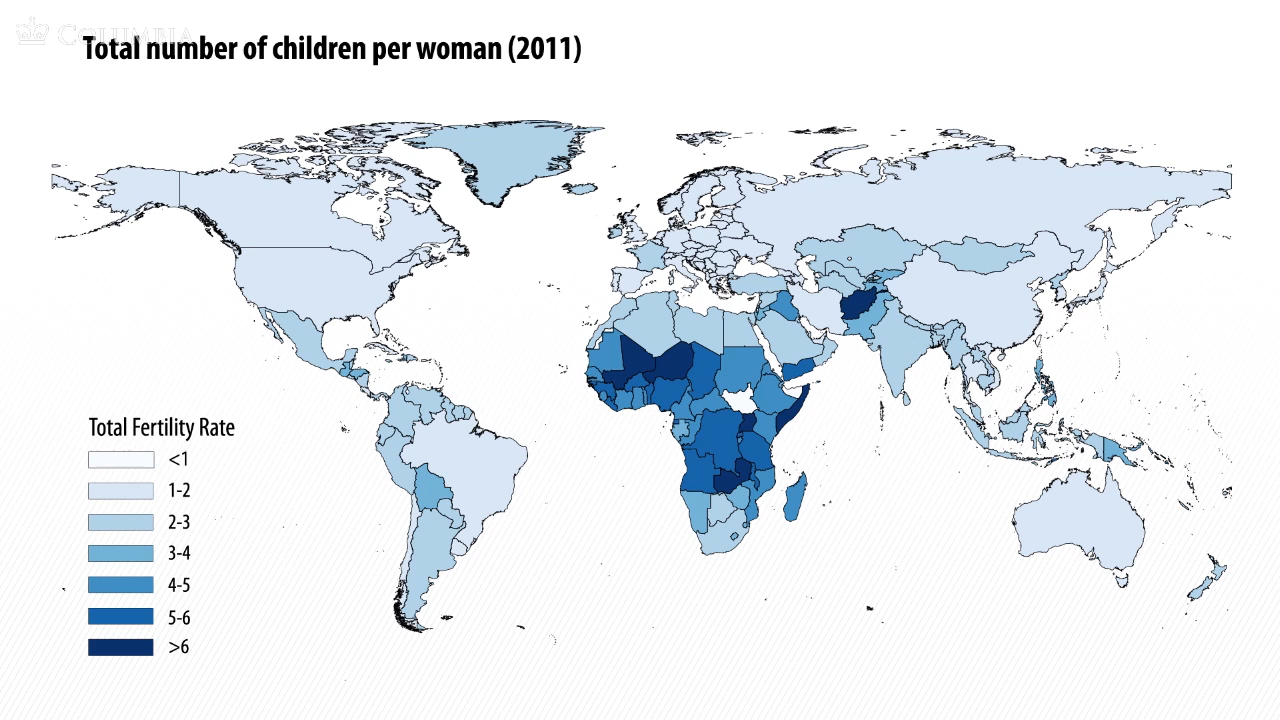 COLUMBIA
Total number of children per woman (2011)
Total Fertility Rate
<1
1-2
2-3
3-4
4-5
5-6
>6